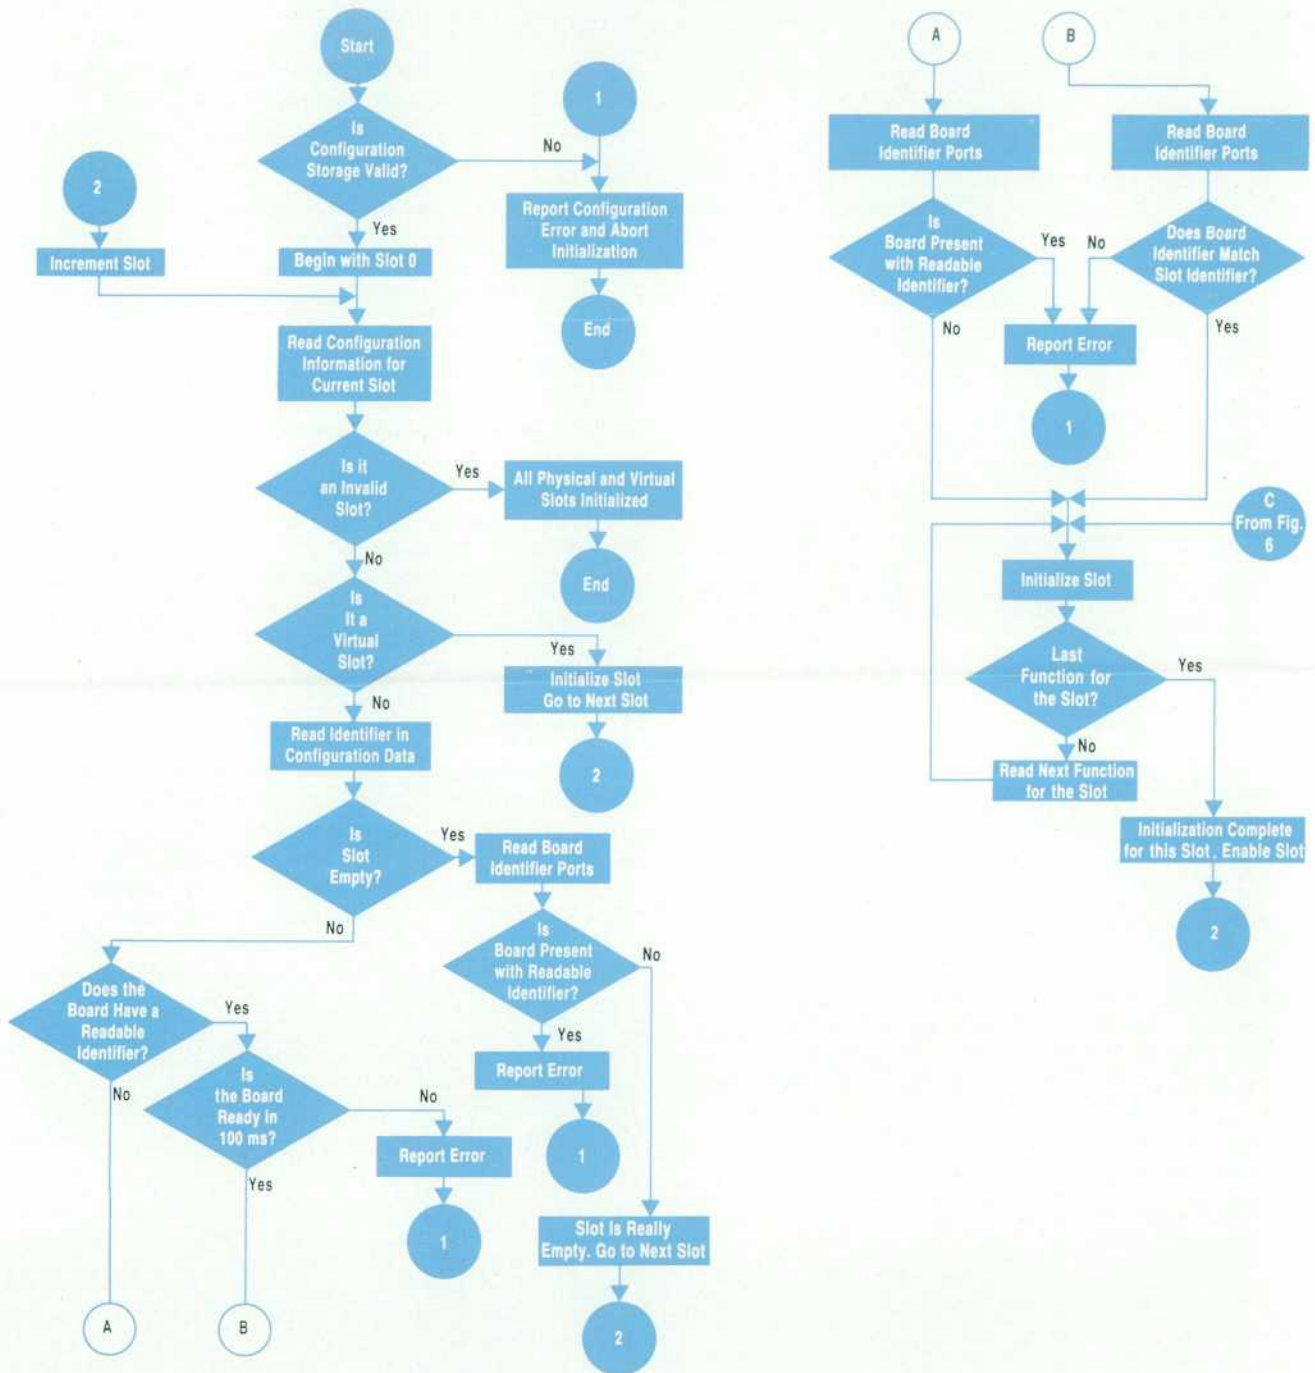 Start
Is
Configuration
Storage Valid?
No
1
Yes
2
Increment Slot
Begin with Slot 0
Report Configuration
Error and Abort
Initialization
End
Read Configuration
Information for
Current Slot
Is it
an Invalid
Slot?
Yes
All Physical and Virtual
Slots Initialized
End
No
Is
It a
Virtual
Slot?
Yes
Initialize Slot
Go to Next Slot
2
No
Read Identifier in
Configuration Data
Is
Slot
Empty?
Yes
Read Board
Identifier Ports
No
Is
Board Present
with Readable
Identifier?
No
Yes
Report Error
1
Slot Is Really
Empty. Go to Next Slot
2
Does the
Board Have a
Readable
Identifier?
Yes
No
Is
the Board
Ready in
100 ms?
No
Report Error
1
Yes
A
B
A
B
Read Board
Identifier Ports
Read Board
Identifier Ports
Is
Board Present
with Readable
Identifier?
Yes
No
Does Board
Identifier Match
Slot Identifier?
No
Yes
Report Error
1
C
From Fig.
6
Initialize Slot
Last
Function for
the Slot?
Yes
No
Read Next Function
for the Slot
Initialization Complete
for this Slot. Enable Slot
2